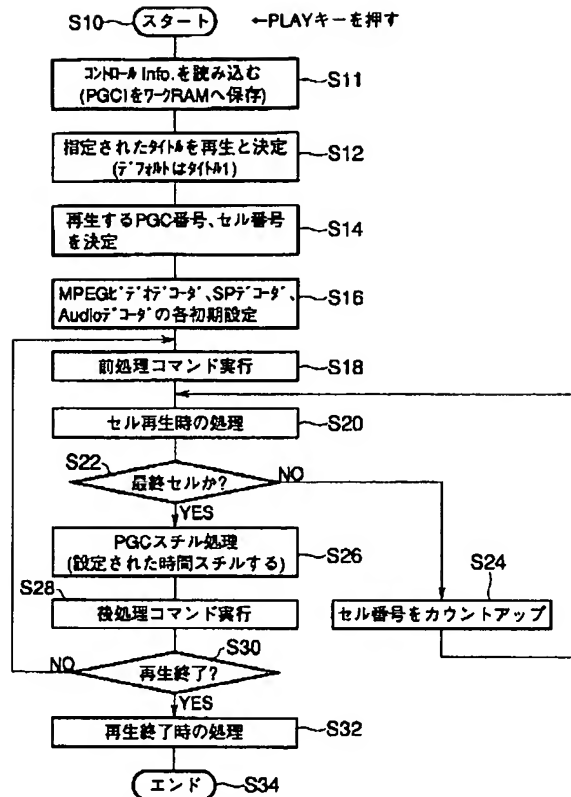 S10 スタート ←PLAYキーを押す
コントロールInfo.を読み込む
(PGCIをワークRAMへ保存)
S11
指定されたタイトルを再生と決定
(デフォルトはタイトル1)
S12
再生するPGC番号、セル番号
を決定
S14
MPEGビデオデコーダ、SPデコーダ、
Audioデコーダの各初期設定
S16
前処理コマンド実行
S18
セル再生時の処理
S20
S22
最終セルか?
NO
YES
PGCスチル処理
(設定された時間スチルする)
S26
S24
セル番号をカウントアップ
S28
後処理コマンド実行
S30
再生終了?
NO
YES
再生終了時の処理
S32
エンド
S34